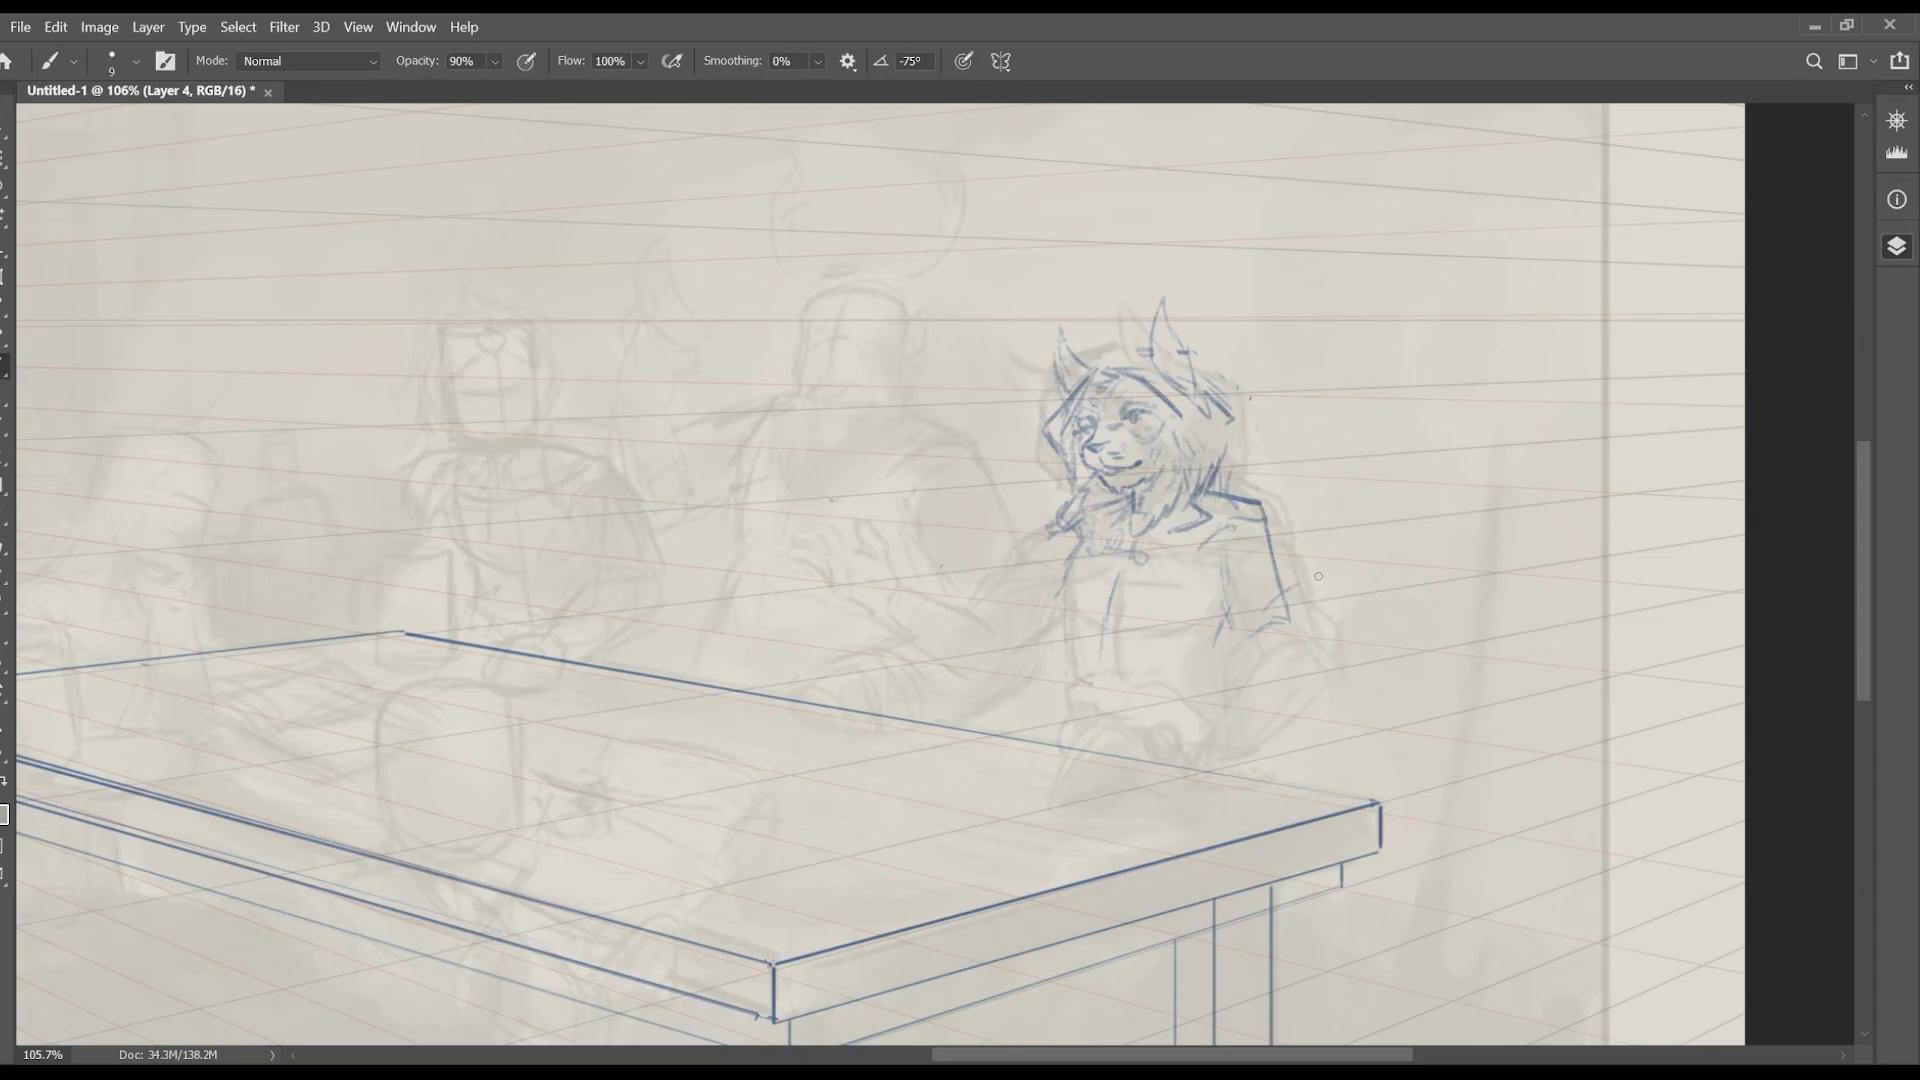 File Edit Image Layer Type Select Filter 3D View Window Help
9 Mode: Normal Opacity: 90% Flow: 100% Smoothing: 0% -75°
Untitled-1 @ 106% (Layer 4, RGB/16) *
105.7% Doc: 34.3M/138.2M